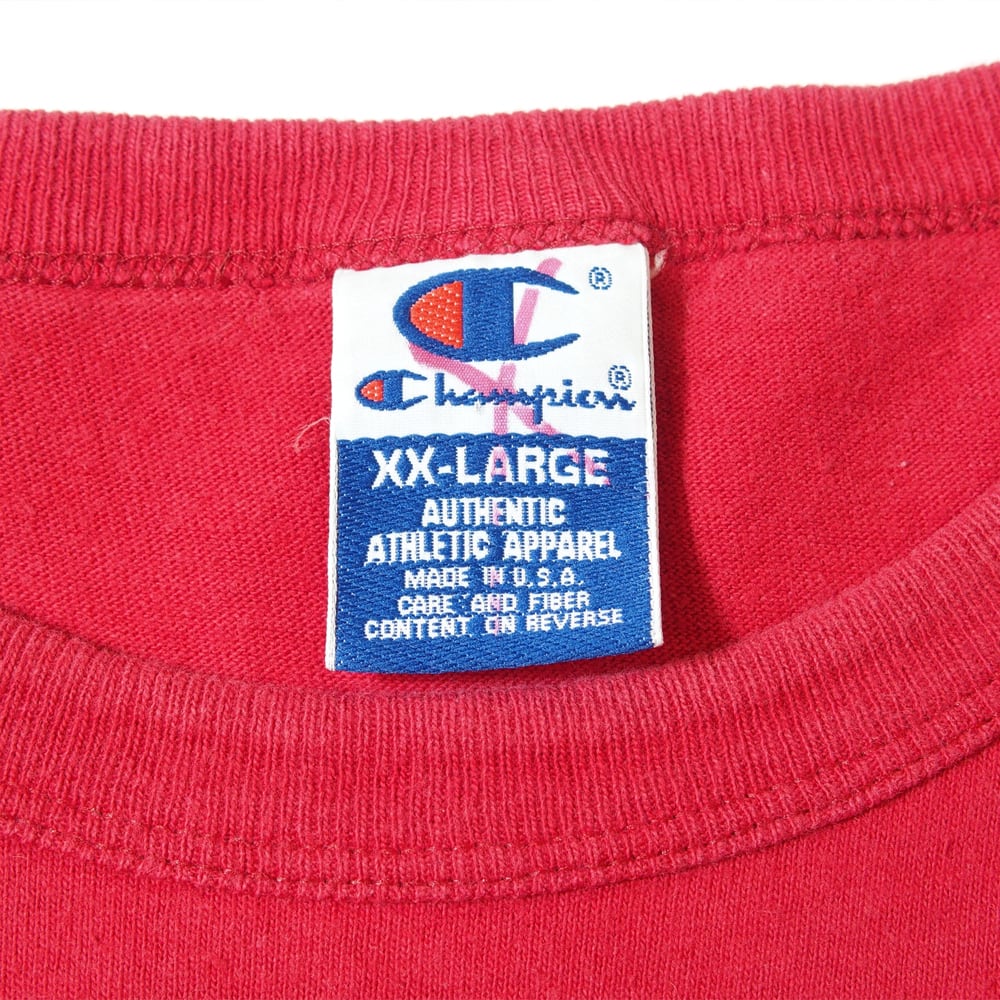 ®
Champion®
XX-LARGE
AUTHENTIC
ATHLETIC APPAREL
MADE IN U.S.A.
CARE AND FIBER
CONTENT ON REVERSE